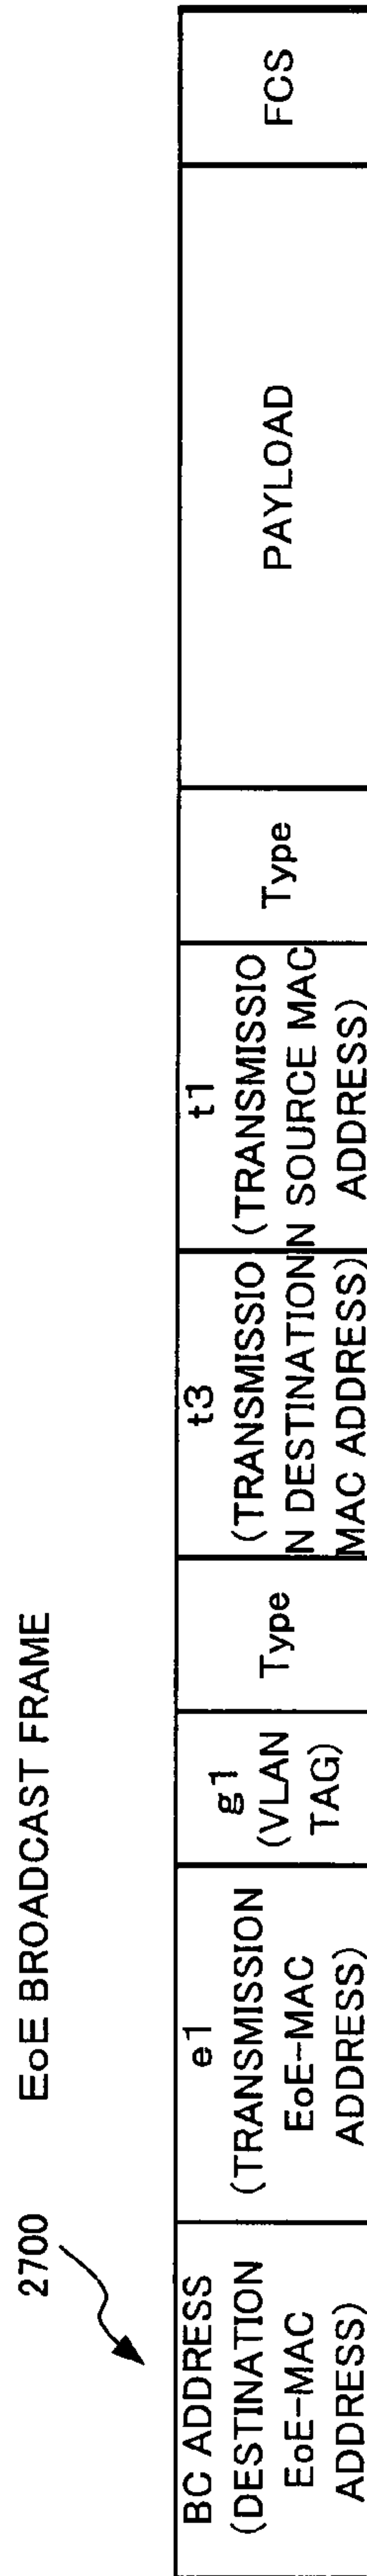 2700
EoE BROADCAST FRAME
BC ADDRESS
(DESTINATION
EoE-MAC
ADDRESS)
e1
(TRANSMISSION
EoE-MAC
ADDRESS)
g1
(VLAN
TAG)
Type
t3
(TRANSMISSIO
N DESTINATION
MAC ADDRESS)
t1
(TRANSMISSIO
N SOURCE MAC
ADDRESS)
Type
PAYLOAD
FCS